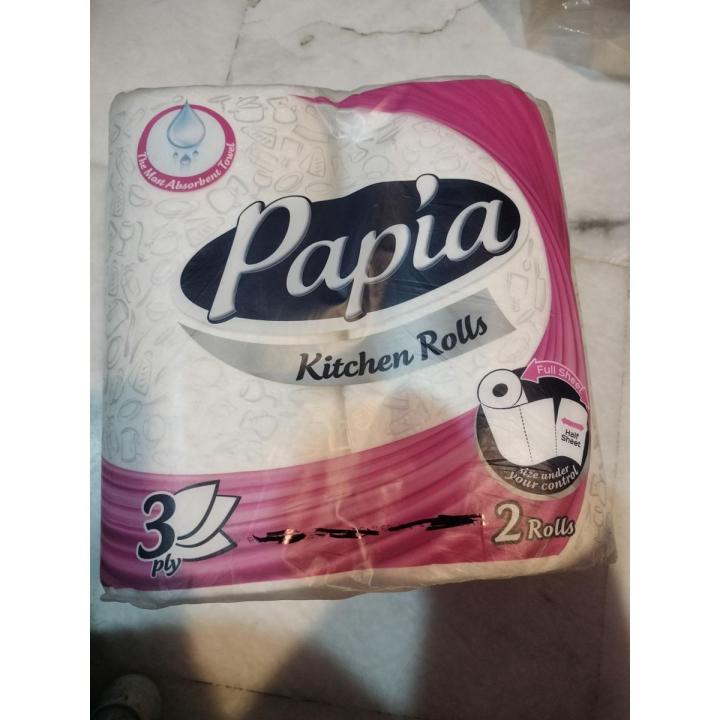 The Most Absorbent Towel
Papia
Kitchen Rolls
Full Sheet
Half
Sheet
size under
your control
3
ply
2 Rolls